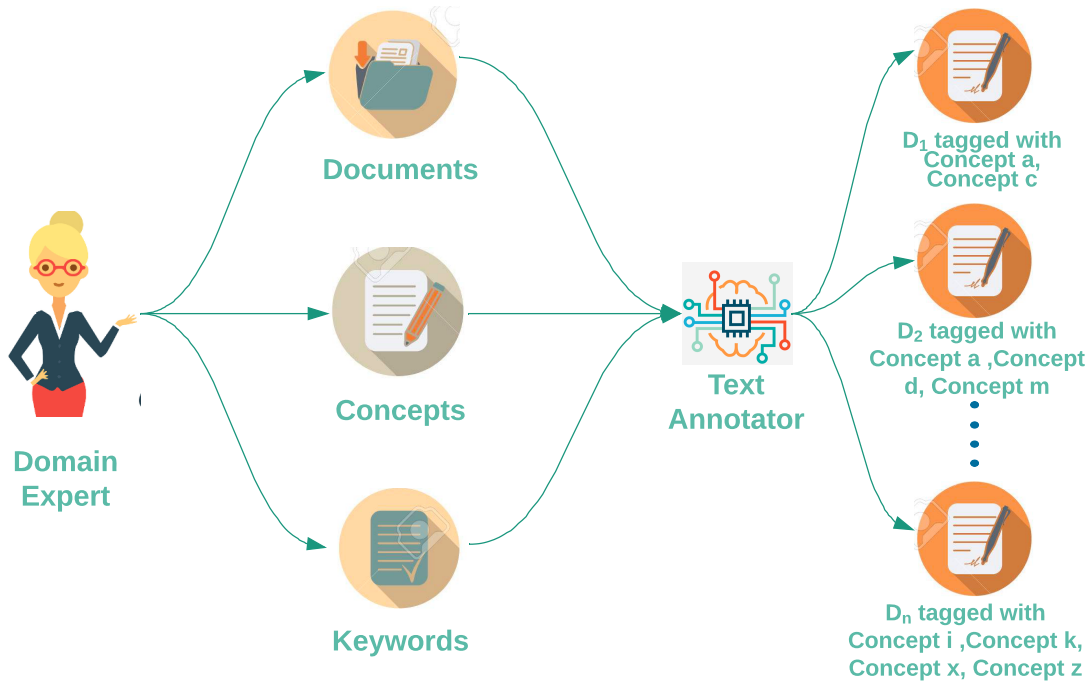 Documents
Concepts
Keywords
Domain
Expert
Text
Annotator
D₁ tagged with
Concept a,
Concept c
D₂ tagged with
Concept a ,Concept
d, Concept m
Dₙ tagged with
Concept i ,Concept k,
Concept x, Concept z